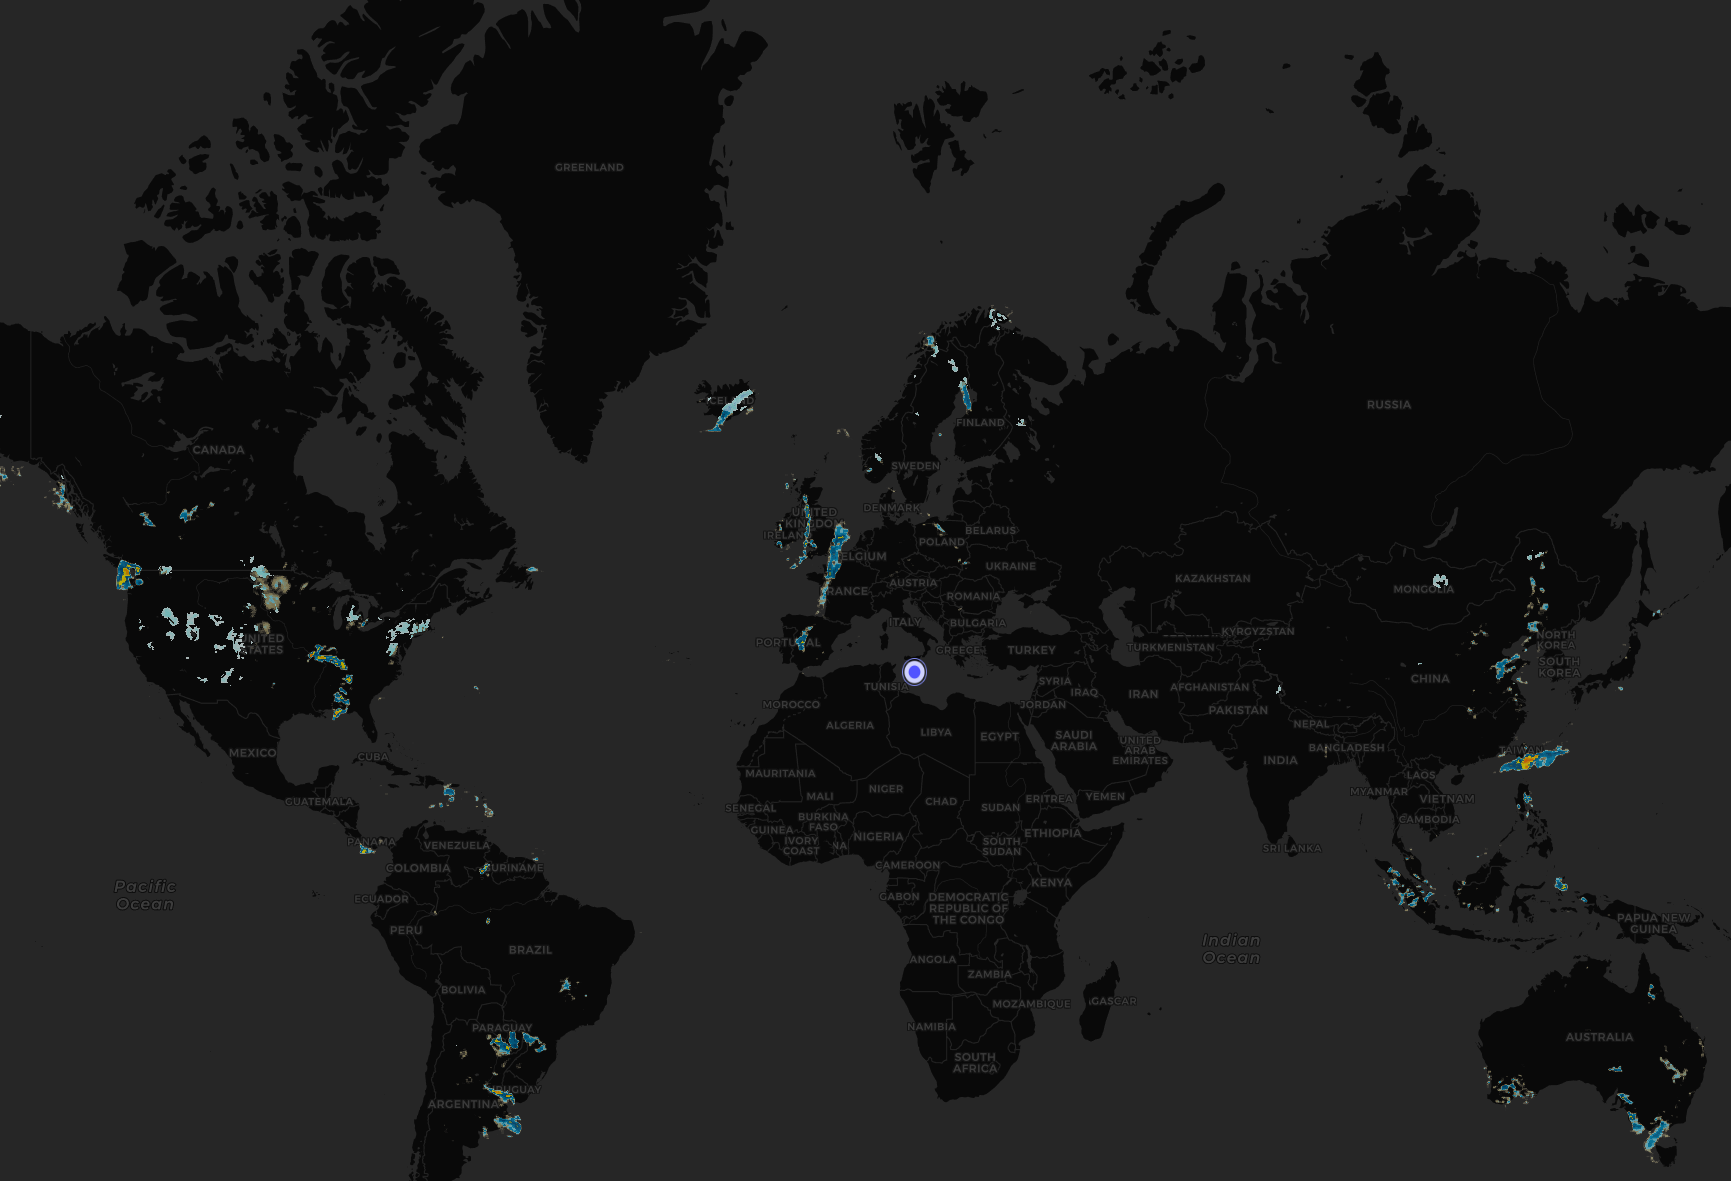 GREENLAND
ICELAND
RUSSIA
FINLAND
CANADA
SWEDEN
DENMARK
UNITED
KINGDOM
IRELAND
BELARUS
POLAND
ELGIUM
UKRAINE
KAZAKHSTAN
AUSTRIA
MONGOLIA
RANCE
ROMANIA
ITALY
BULGARIA
KYRGYZSTAN
UNITED
STATES
PORTUGAL
GREECE
TURKEY
TURKMENISTAN
NORTH
KOREA
SOUTH
KOREA
TUNISIA
SYRIA
IRAQ
IRAN
AFGHANISTAN
CHINA
MOROCCO
JORDAN
PAKISTAN
ALGERIA
LIBYA
EGYPT
SAUDI
ARABIA
NEPAL
UNITED
ARAB
EMIRATES
BANGLADESH
TAIWAN
MEXICO
CUBA
INDIA
MAURITANIA
LAOS
MYANMAR
VIETNAM
GUATEMALA
MALI
NIGER
CHAD
SUDAN
ERITREA
YEMEN
SENEGAL
BURKINA
FASO
CAMBODIA
GUINEA
IVORY
COAST
NA
NIGERIA
ETHIOPIA
PANAMA
VENEZUELA
SOUTH
SUDAN
SRI LANKA
COLOMBIA
URINAME
CAMEROON
Pacific
Ocean
ECUADOR
GABON
DEMOCRATIC
REPUBLIC OF
THE CONGO
KENYA
PERU
PAPUA NEW
GUINEA
BRAZIL
Indian
Ocean
ANGOLA
ZAMBIA
BOLIVIA
MOZAMBIQUE
GASCAR
PARAGUAY
NAMIBIA
AUSTRALIA
SOUTH
AFRICA
URUGUAY
ARGENTINA